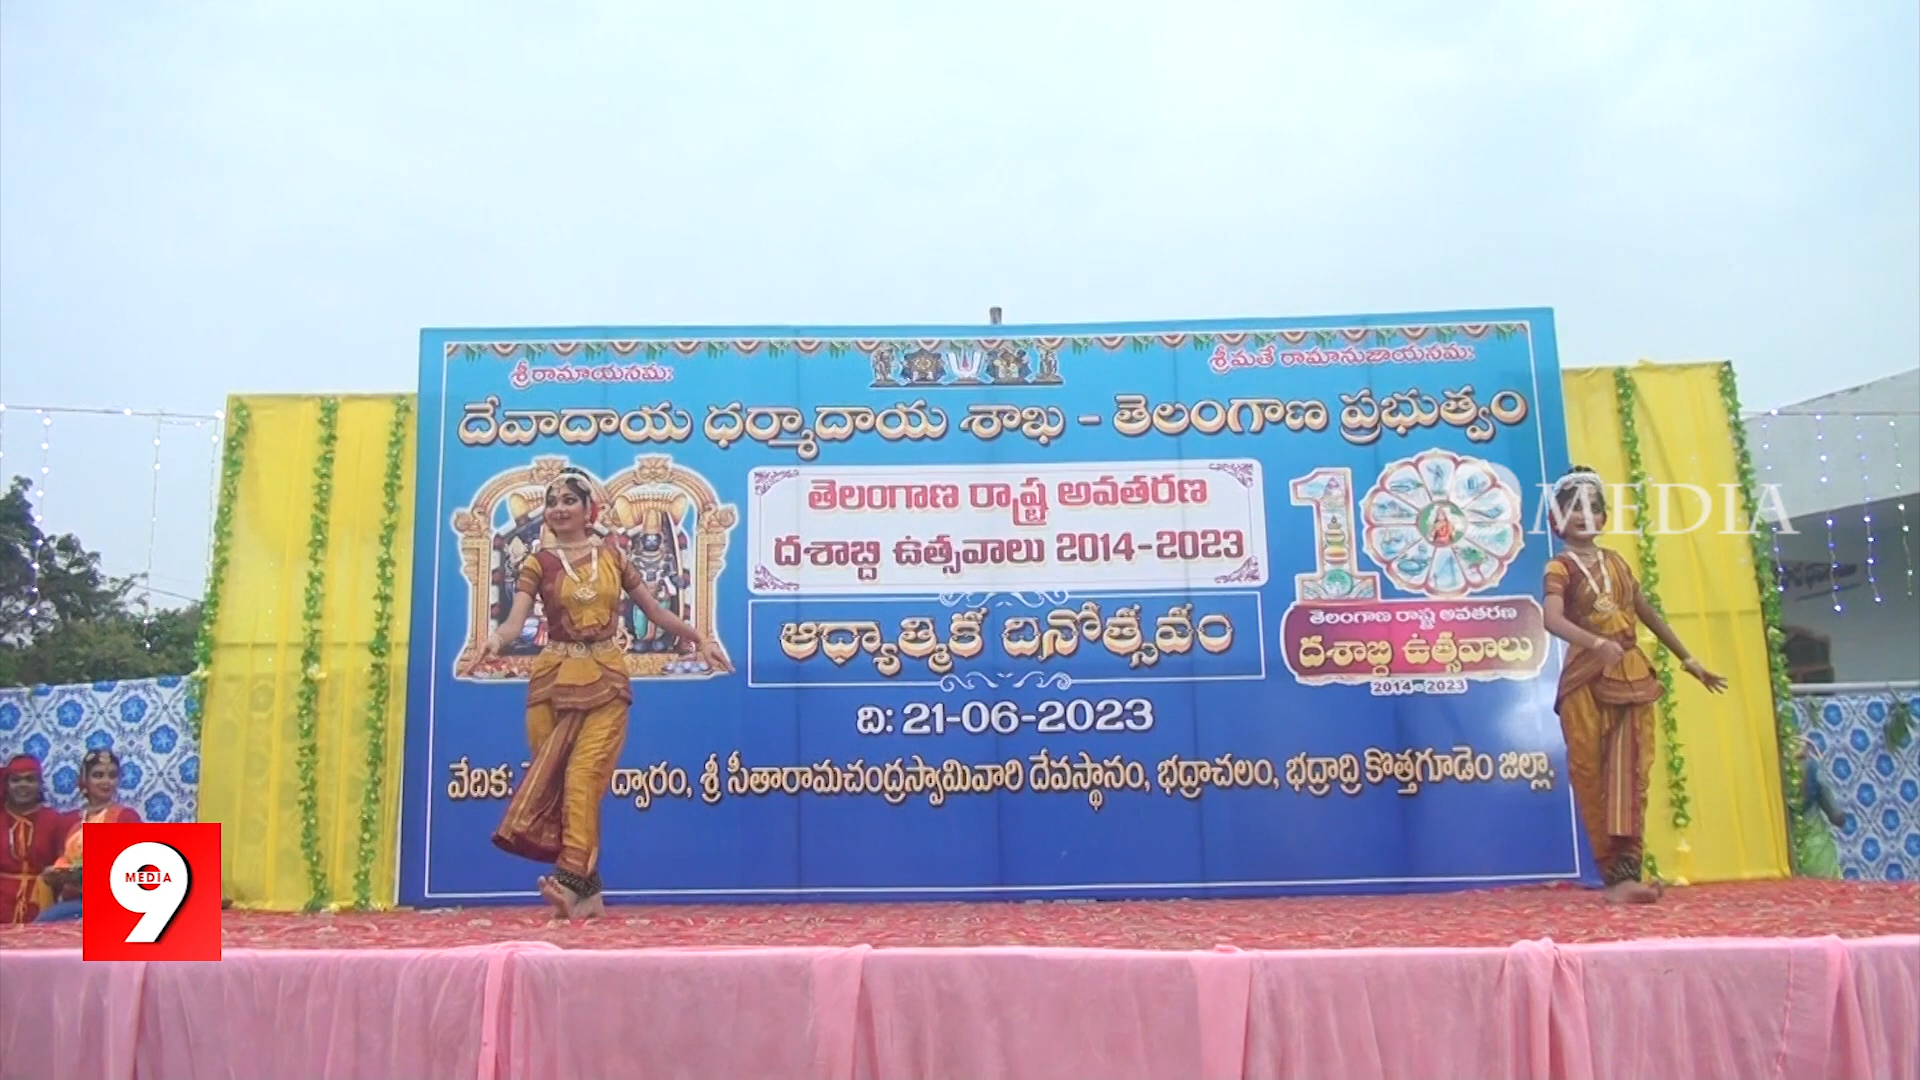 శ్రీరామాయనమః
శ్రీమతే రామానుజాయనమః
దేవాదాయ ధర్మాదాయ శాఖ - తెలంగాణ ప్రభుత్వం
తెలంగాణ రాష్ట్ర అవతరణ
దశాబ్ది ఉత్సవాలు 2014-2023
ఆధ్యాత్మిక దినోత్సవం
ది: 21-06-2023
వేదిక: ద్వారం, శ్రీ సీతారామచంద్రస్వామివారి దేవస్థానం, భద్రాచలం, భద్రాద్రి కొత్తగూడెం జిల్లా.
10
తెలంగాణ రాష్ట్ర అవతరణ
దశాబ్ది ఉత్సవాలు
2014 - 2023
MEDIA
9
MEDIA